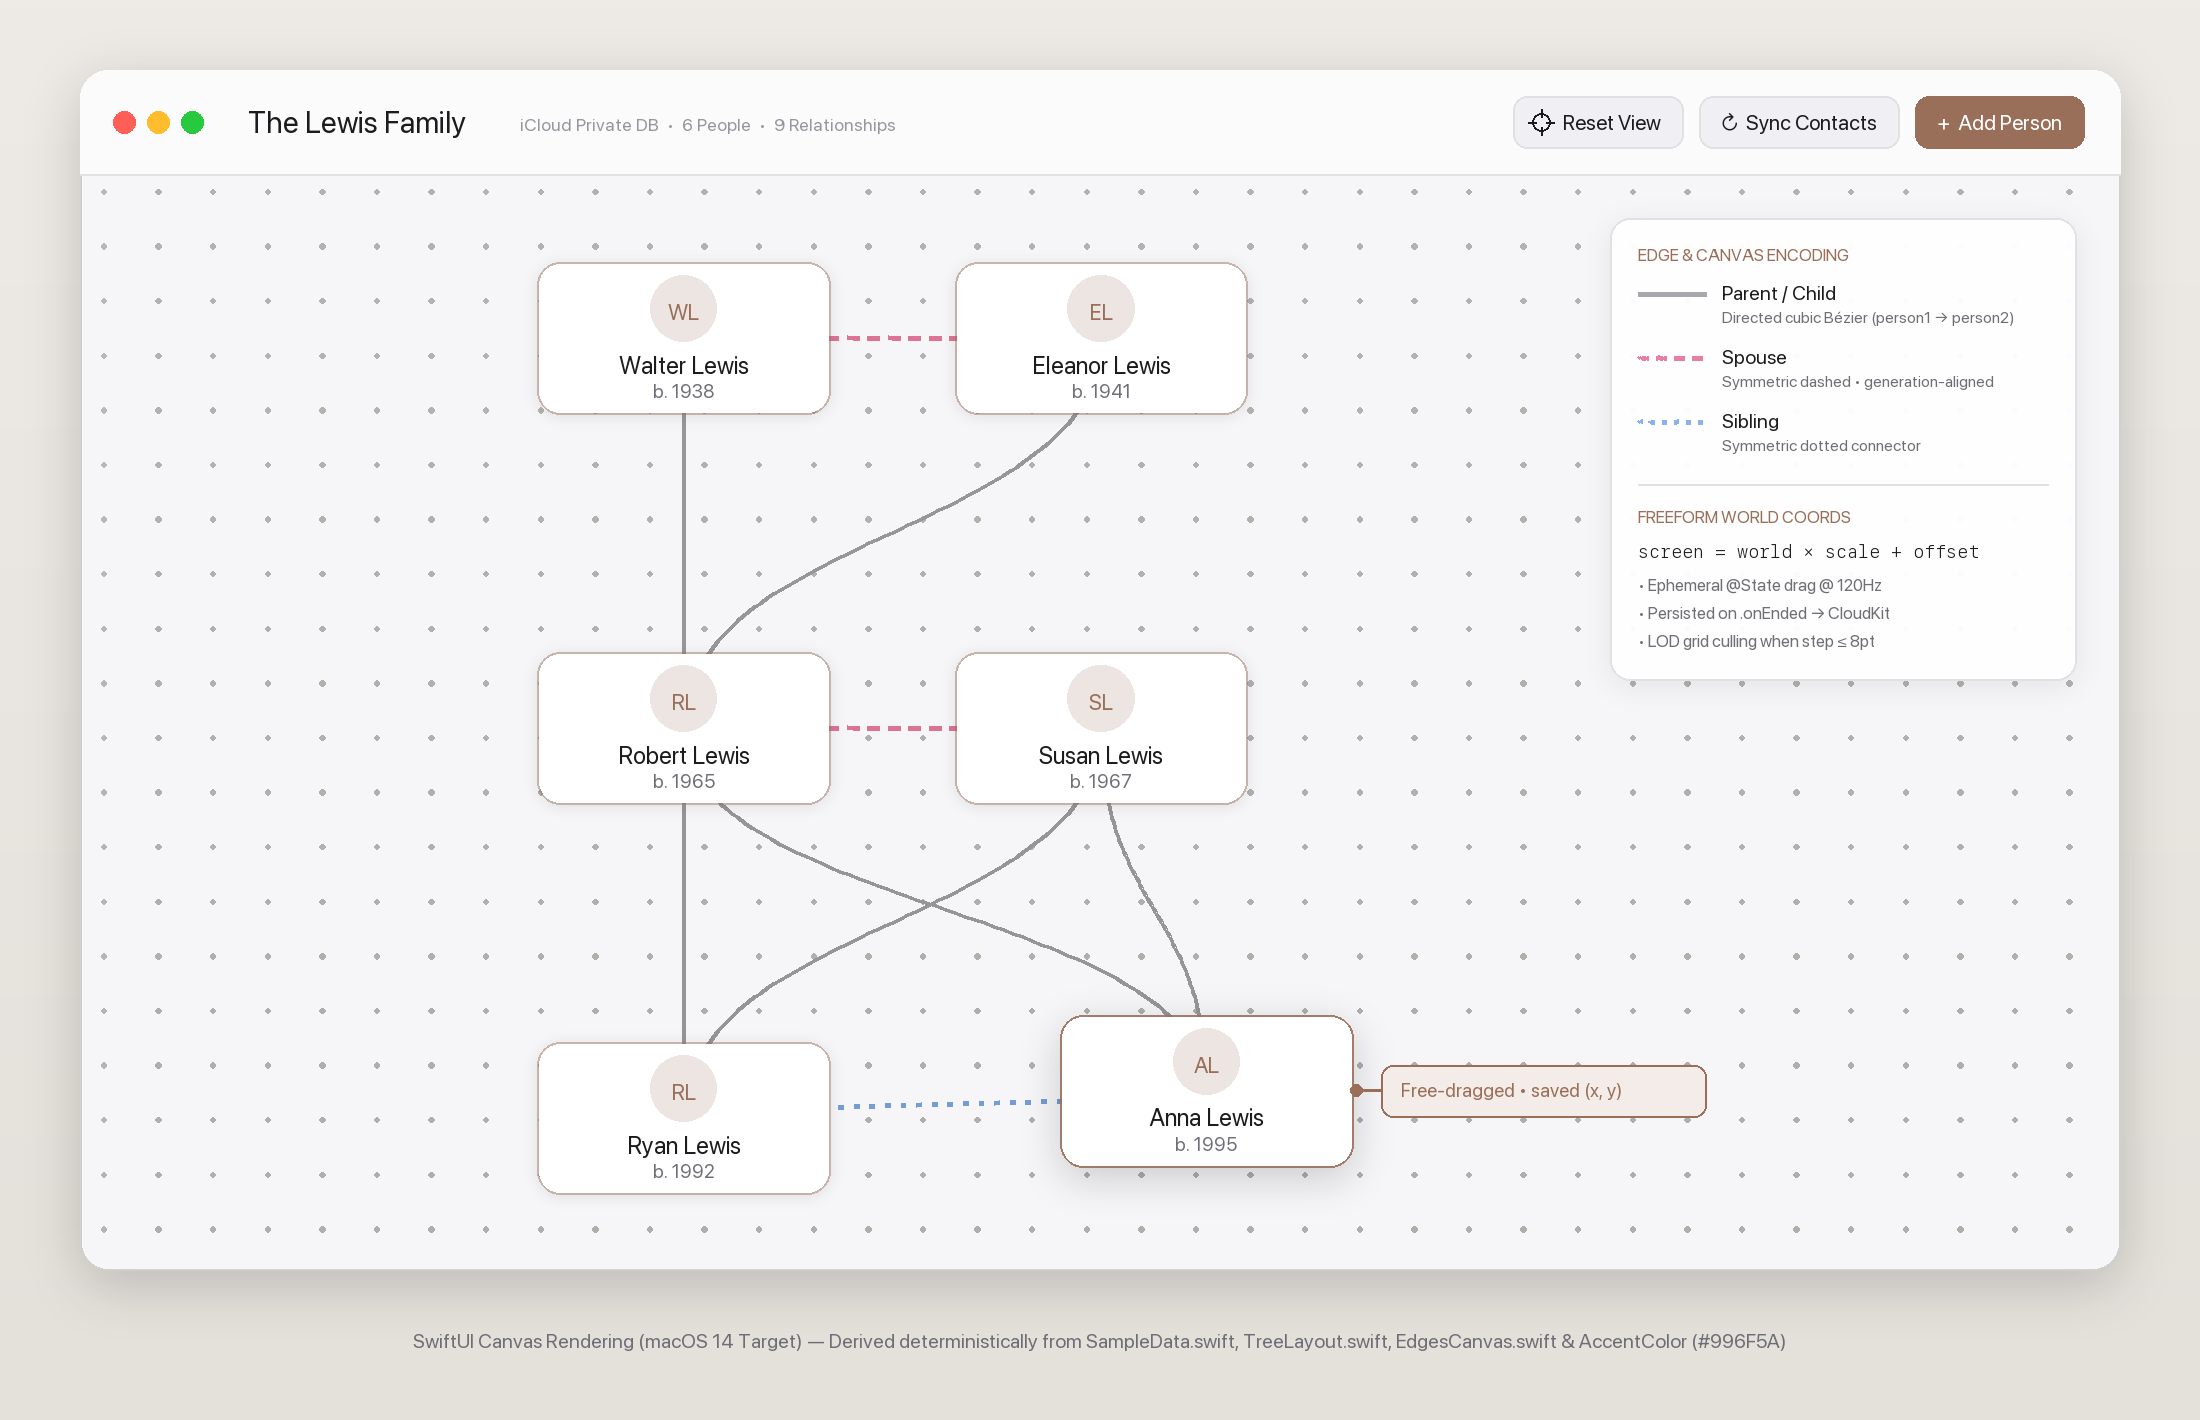 The Lewis Family
iCloud Private DB • 6 People • 9 Relationships
Reset View
↻ Sync Contacts
+ Add Person
EDGE & CANVAS ENCODING
Parent / Child
Directed cubic Bézier (person1 → person2)
Spouse
Symmetric dashed • generation-aligned
Sibling
Symmetric dotted connector
FREEFORM WORLD COORDS
screen = world × scale + offset
• Ephemeral @State drag @ 120Hz
• Persisted on .onEnded → CloudKit
• LOD grid culling when step ≤ 8pt
WL
Walter Lewis
b. 1938
EL
Eleanor Lewis
b. 1941
RL
Robert Lewis
b. 1965
SL
Susan Lewis
b. 1967
RL
Ryan Lewis
b. 1992
AL
Anna Lewis
b. 1995
Free-dragged • saved (x, y)
SwiftUI Canvas Rendering (macOS 14 Target) — Derived deterministically from SampleData.swift, TreeLayout.swift, EdgesCanvas.swift & AccentColor (#996F5A)